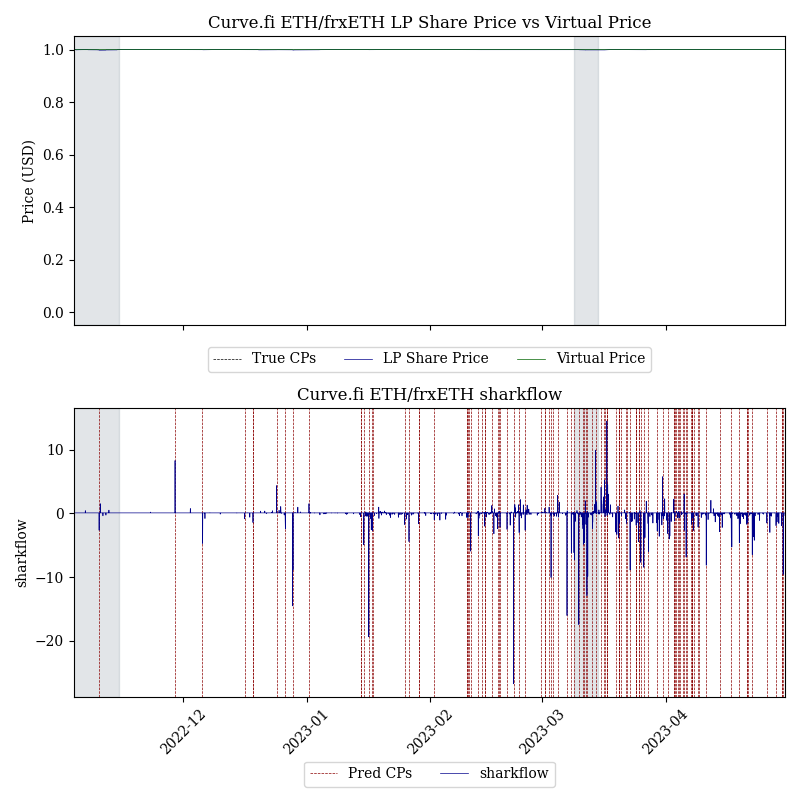 Curve.fi ETH/frxETH LP Share Price vs Virtual Price
1.0
0.8
0.6
0.4
0.2
0.0
Price (USD)
True CPs LP Share Price Virtual Price
Curve.fi ETH/frxETH sharkflow
10
0
−10
−20
sharkflow
2022-12 2023-01 2023-02 2023-03 2023-04
Pred CPs sharkflow